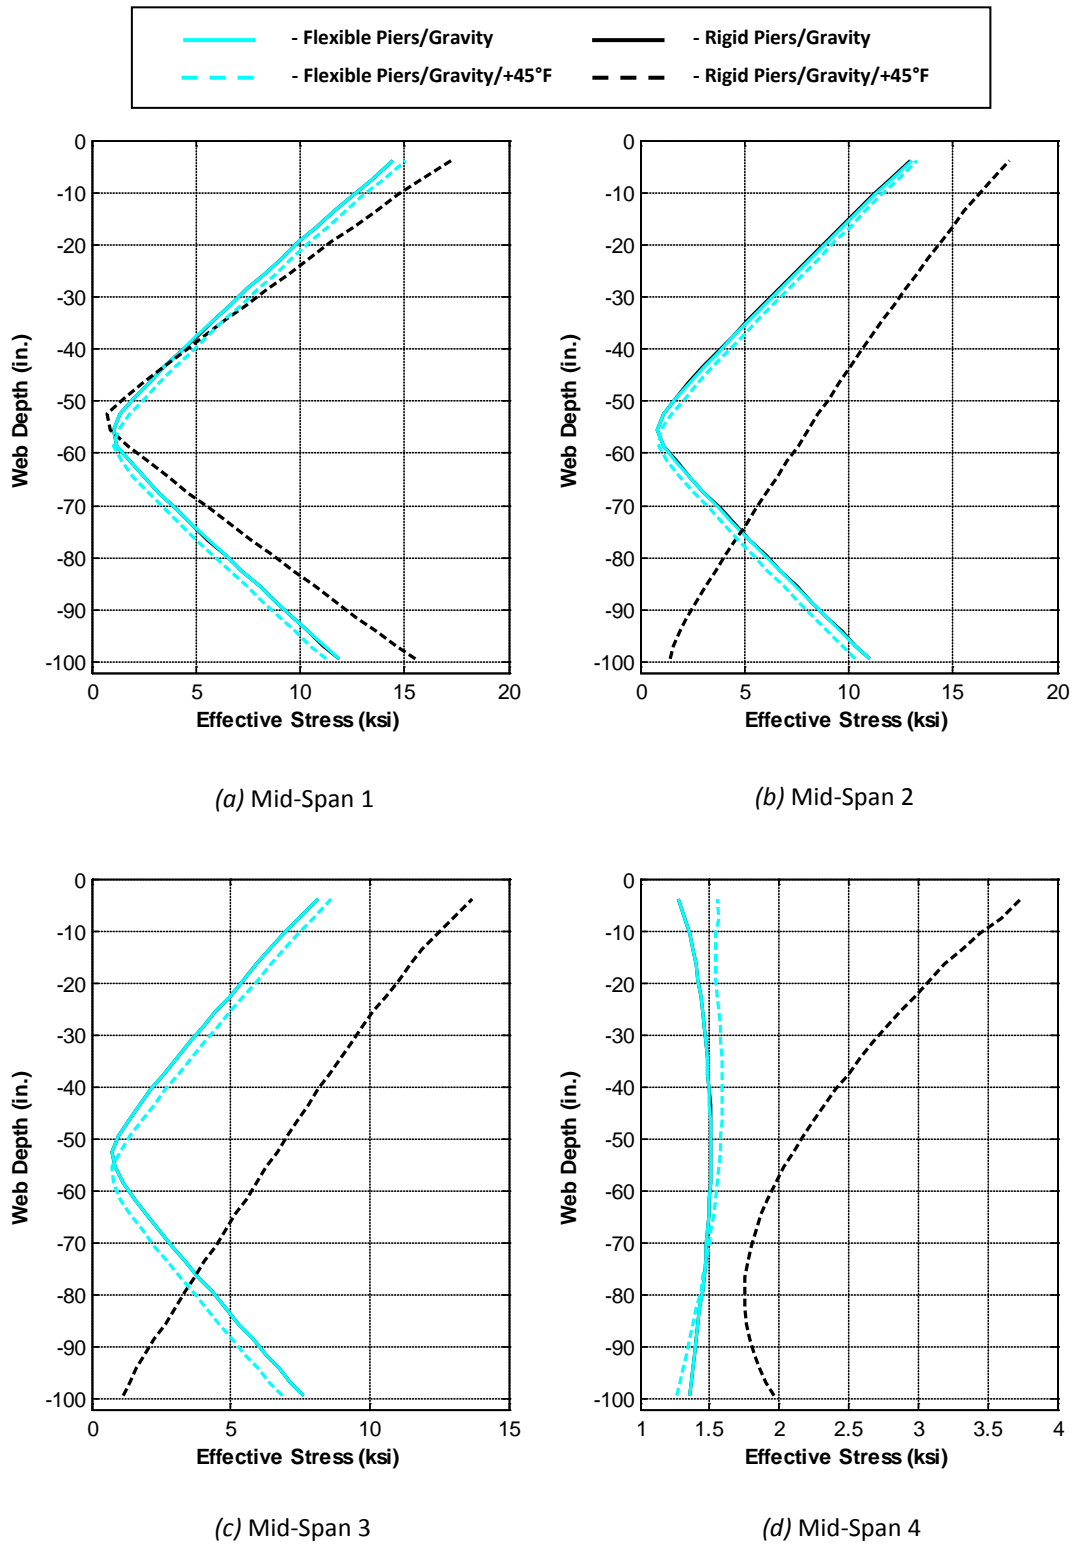 - Flexible Piers/Gravity - Rigid Piers/Gravity
- Flexible Piers/Gravity/+45°F - Rigid Piers/Gravity/+45°F
0
-10
-20
-30
-40
-50
-60
-70
-80
-90
-100
Web Depth (in.)
0 5 10 15 20
Effective Stress (ksi)
(a) Mid-Span 1
0
-10
-20
-30
-40
-50
-60
-70
-80
-90
-100
Web Depth (in.)
0 5 10 15 20
Effective Stress (ksi)
(b) Mid-Span 2
0
-10
-20
-30
-40
-50
-60
-70
-80
-90
-100
Web Depth (in.)
0 5 10 15
Effective Stress (ksi)
(c) Mid-Span 3
0
-10
-20
-30
-40
-50
-60
-70
-80
-90
-100
Web Depth (in.)
1 1.5 2 2.5 3 3.5 4
Effective Stress (ksi)
(d) Mid-Span 4